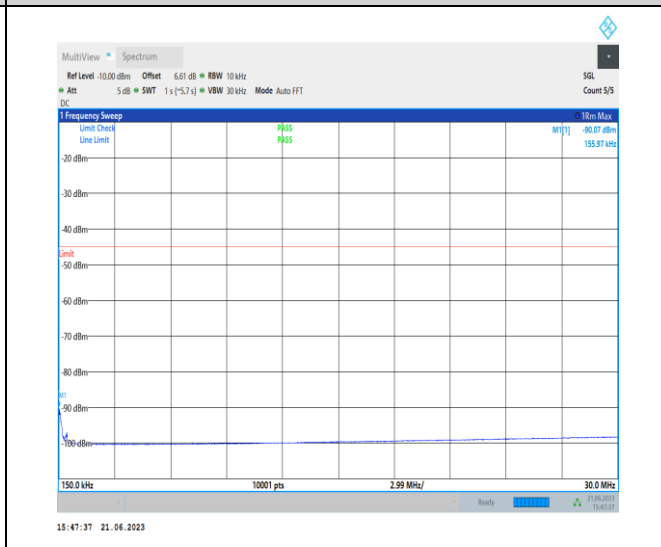 MultiView Spectrum
Ref Level -10.00 dBm Offset 6.61 dB RBW 10 kHz SGL
Att 5 dB SWT 1 s (~5.7 s) VBW 30 kHz Mode Auto FFT Count 5/5
DC
1 Frequency Sweep 1Rm Max
Limit Check PASS M1[1] -90.07 dBm
Line Limit PASS 155.97 kHz
-20 dBm
-30 dBm
-40 dBm
Limit
-50 dBm
-60 dBm
-70 dBm
-80 dBm
M1
-90 dBm
-100 dBm
150.0 kHz 10001 pts 2.99 MHz/ 30.0 MHz
Ready 21.06.2023
15:47:37
15:47:37 21.06.2023